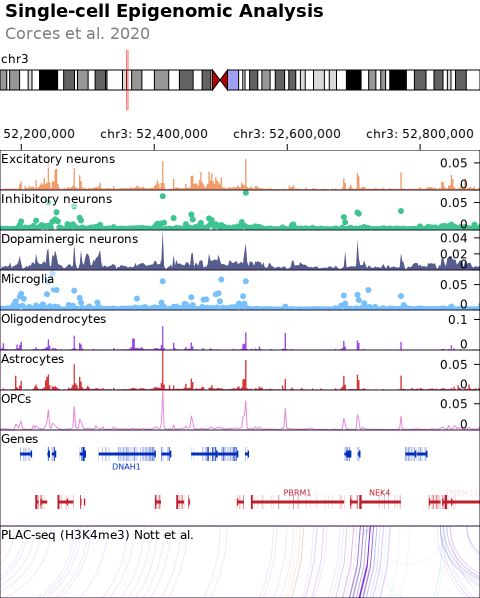 Single-cell Epigenomic Analysis
Corces et al. 2020
chr3
52,200,000 chr3: 52,400,000 chr3: 52,600,000 chr3: 52,800,000
Excitatory neurons 0.05
0
Inhibitory neurons 0.05
0
Dopaminergic neurons 0.04
0.02
0
Microglia 0.05
0
Oligodendrocytes 0.1
0
Astrocytes 0.05
0
OPCs 0.05
0
Genes
DNAH1
PBRM1 NEK4
PLAC-seq (H3K4me3) Nott et al.